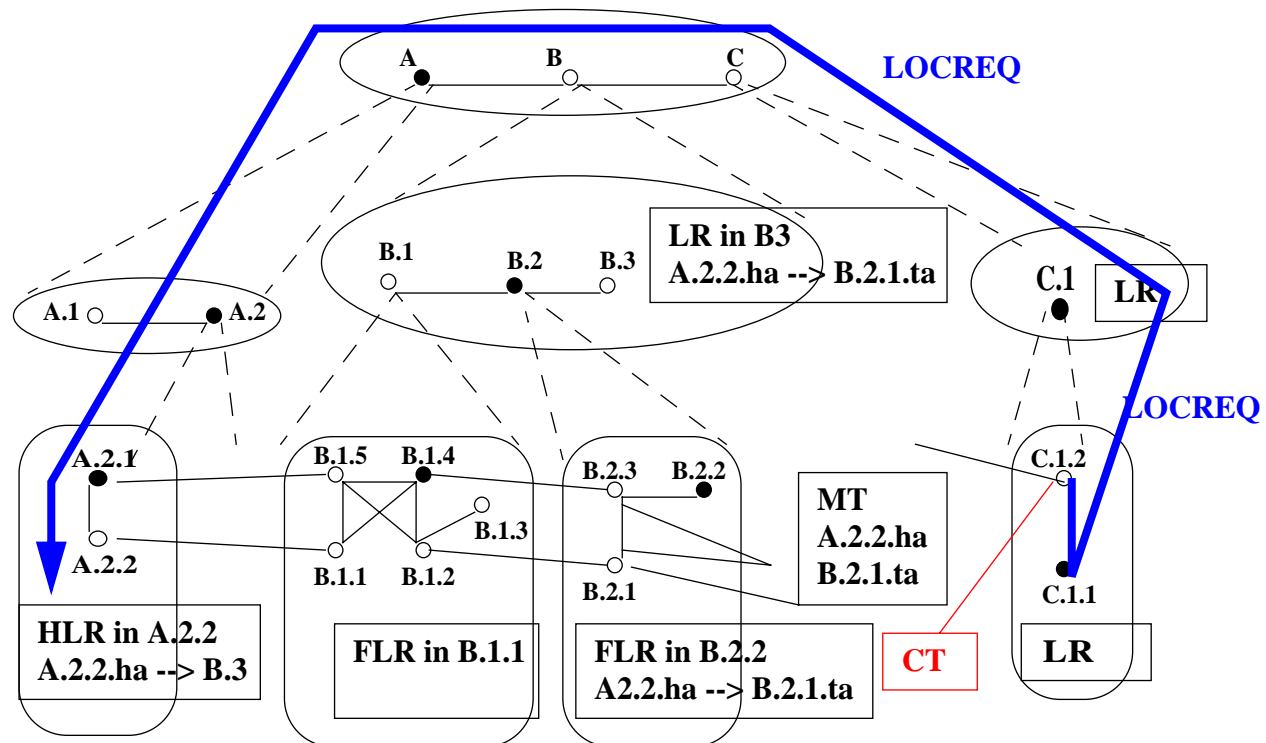 A
B
C
LOCREQ
LR in B3
A.2.2.ha --> B.2.1.ta
B.1
B.2
B.3
C.1
LR
A.1
A.2
LOCREQ
A.2.1
A.2.2
B.1.5
B.1.4
B.1.3
B.1.1
B.1.2
B.2.3
B.2.2
B.2.1
MT
A.2.2.ha
B.2.1.ta
C.1.2
C.1.1
HLR in A.2.2
A.2.2.ha --> B.3
FLR in B.1.1
FLR in B.2.2
A2.2.ha --> B.2.1.ta
CT
LR